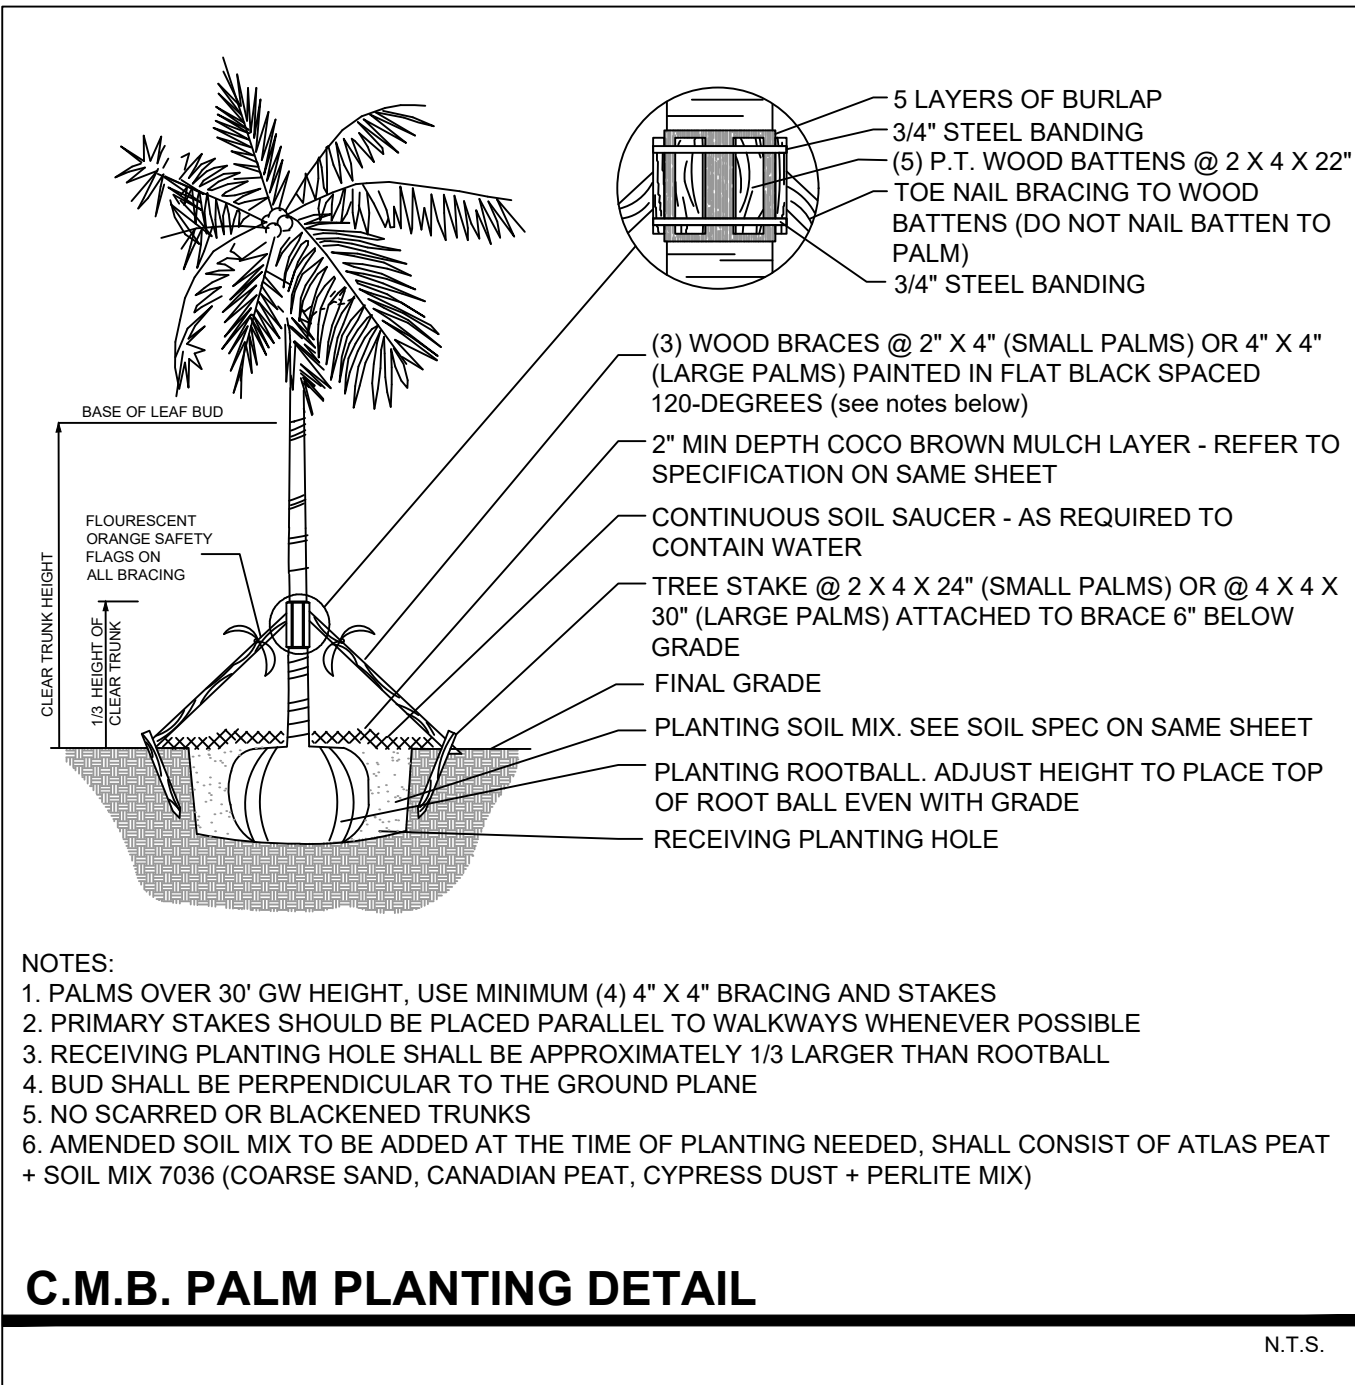 5 LAYERS OF BURLAP
3/4" STEEL BANDING
(5) P.T. WOOD BATTENS @ 2 X 4 X 22"
TOE NAIL BRACING TO WOOD
BATTENS (DO NOT NAIL BATTEN TO
PALM)
3/4" STEEL BANDING
(3) WOOD BRACES @ 2" X 4" (SMALL PALMS) OR 4" X 4"
(LARGE PALMS) PAINTED IN FLAT BLACK SPACED
120-DEGREES (see notes below)
2" MIN DEPTH COCO BROWN MULCH LAYER - REFER TO
SPECIFICATION ON SAME SHEET
CONTINUOUS SOIL SAUCER - AS REQUIRED TO
CONTAIN WATER
TREE STAKE @ 2 X 4 X 24" (SMALL PALMS) OR @ 4 X 4 X
30" (LARGE PALMS) ATTACHED TO BRACE 6" BELOW
GRADE
FINAL GRADE
PLANTING SOIL MIX. SEE SOIL SPEC ON SAME SHEET
PLANTING ROOTBALL. ADJUST HEIGHT TO PLACE TOP
OF ROOT BALL EVEN WITH GRADE
RECEIVING PLANTING HOLE
BASE OF LEAF BUD
FLOURESCENT
ORANGE SAFETY
FLAGS ON
ALL BRACING
CLEAR TRUNK HEIGHT
1/3 HEIGHT OF
CLEAR TRUNK
NOTES:
1. PALMS OVER 30' GW HEIGHT, USE MINIMUM (4) 4" X 4" BRACING AND STAKES
2. PRIMARY STAKES SHOULD BE PLACED PARALLEL TO WALKWAYS WHENEVER POSSIBLE
3. RECEIVING PLANTING HOLE SHALL BE APPROXIMATELY 1/3 LARGER THAN ROOTBALL
4. BUD SHALL BE PERPENDICULAR TO THE GROUND PLANE
5. NO SCARRED OR BLACKENED TRUNKS
6. AMENDED SOIL MIX TO BE ADDED AT THE TIME OF PLANTING NEEDED, SHALL CONSIST OF ATLAS PEAT
+ SOIL MIX 7036 (COARSE SAND, CANADIAN PEAT, CYPRESS DUST + PERLITE MIX)
C.M.B. PALM PLANTING DETAIL
N.T.S.